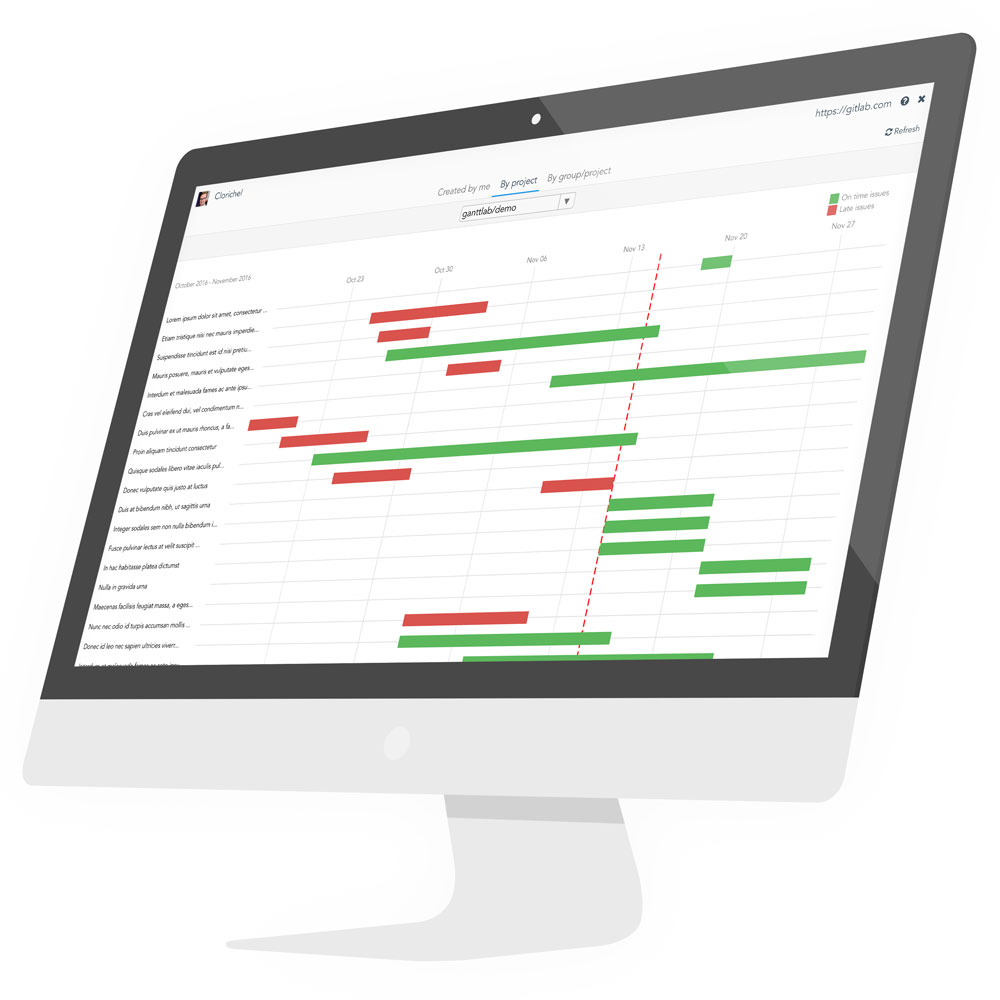 Clorichel
https://gitlab.com
Refresh
Created by me By project By group/project
ganttlab/demo
On time issues
Late issues
October 2016 - November 2016
Oct 23 Oct 30 Nov 06 Nov 13 Nov 20 Nov 27
Lorem ipsum dolor sit amet, consectetur ...
Etiam tristique nisi nec mauris imperdie...
Suspendisse tincidunt est id nisi pretiu...
Mauris posuere, mauris et vulputate eges...
Interdum et malesuada fames ac ante ipsu...
Cras vel eleifend dui, vel condimentum n...
Duis pulvinar ex ut mauris rhoncus, a fa...
Proin aliquam tincidunt consectetur
Quisque sodales libero vitae iaculis pul...
Donec vulputate quis justo at luctus
Duis at bibendum nibh, ut sagittis urna
Integer sodales sem non nulla bibendum i...
Fusce pulvinar lectus at velit suscipit ...
In hac habitasse platea dictumst
Nulla in gravida urna
Maecenas facilisis feugiat massa, a eges...
Nunc nec odio id turpis accumsan mollis ...
Donec id leo nec sapien ultricies viverr...